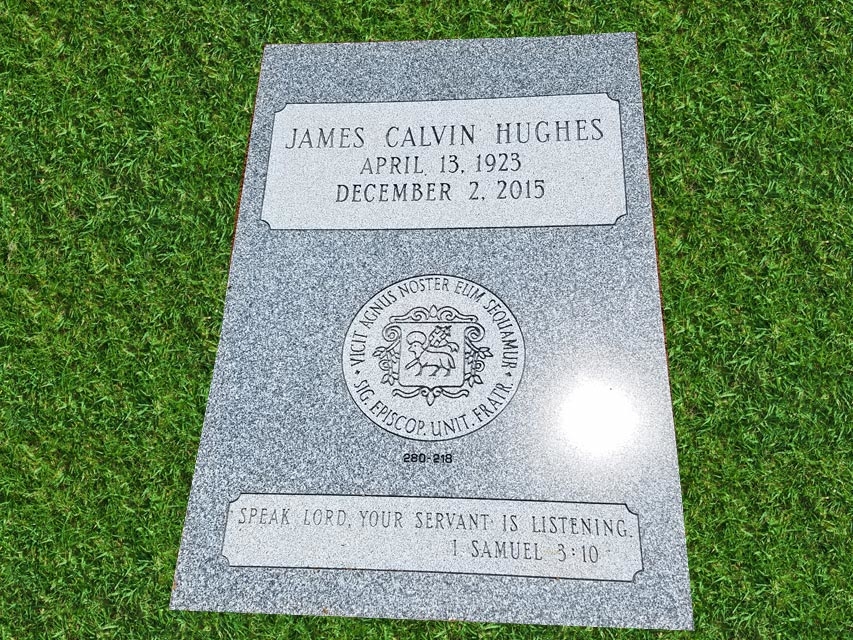 JAMES CALVIN HUGHES
APRIL 13, 1923
DECEMBER 2, 2015
• VICIT AGNUS NOSTER EUM SEQUAMUR •
SIG. EPISCOP. UNIT. FRATR.
280-218
SPEAK LORD, YOUR SERVANT IS LISTENING.
I SAMUEL 3:10